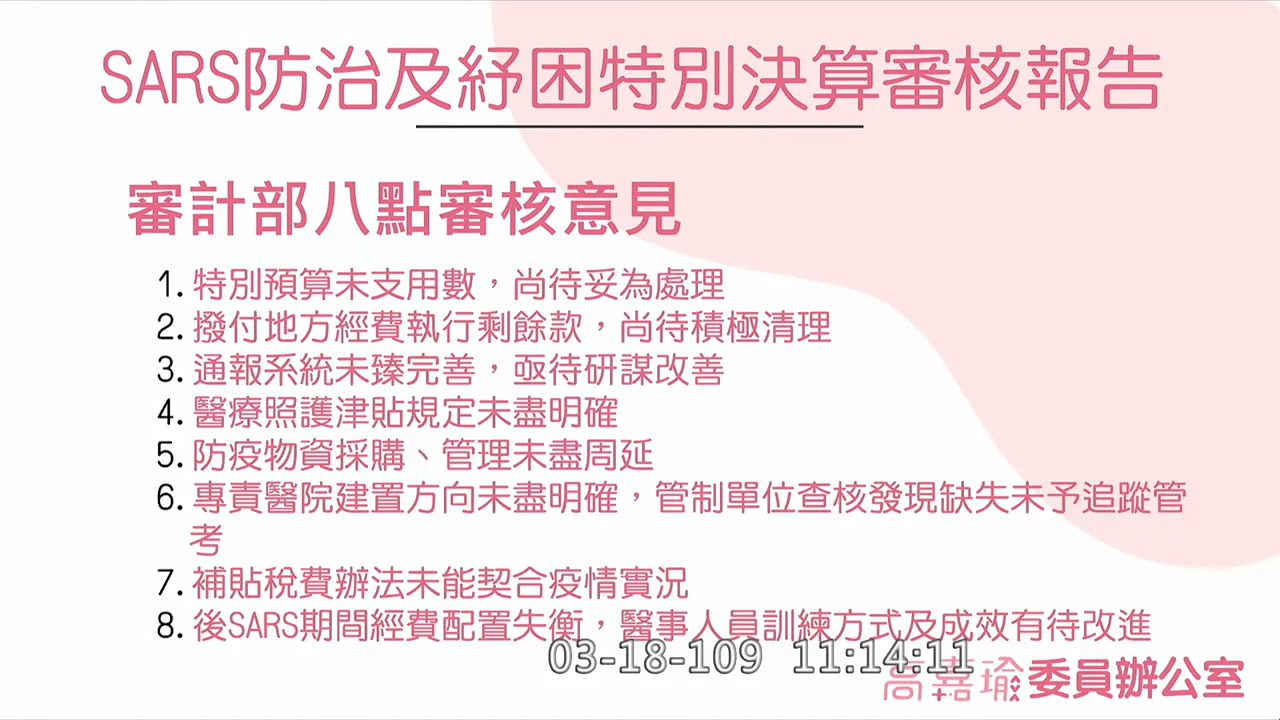 SARS防治及紓困特別決算審核報告
審計部八點審核意見
1. 特別預算未支用數，尚待妥為處理
2. 撥付地方經費執行剩餘款，尚待積極清理
3. 通報系統未臻完善，亟待研謀改善
4. 醫療照護津貼規定未盡明確
5. 防疫物資採購、管理未盡周延
6. 專責醫院建置方向未盡明確，管制單位查核發現缺失未予追蹤管
考
7. 補貼稅費辦法未能契合疫情實況
8. 後SARS期間經費配置失衡，醫事人員訓練方式及成效有待改進
03-18-109 11:14:11
高嘉瑜委員辦公室